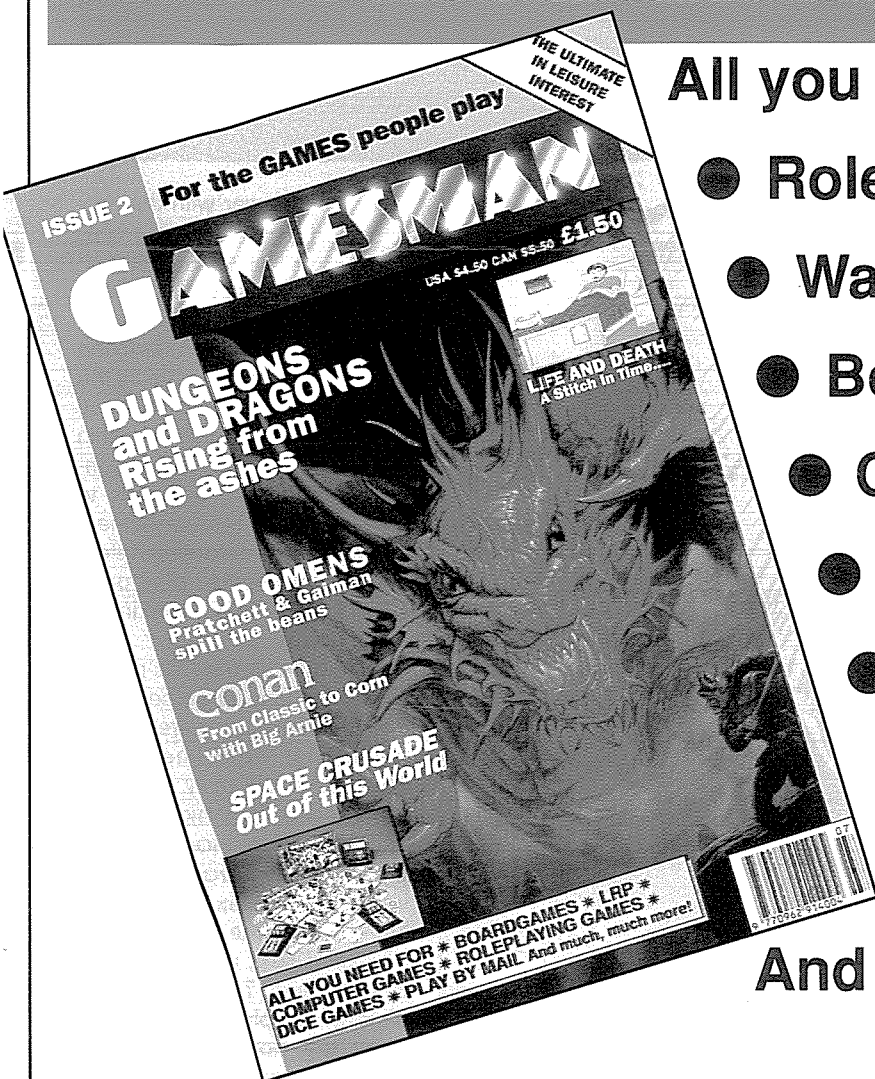 All you
● Role
● Wa
● Bo
And
THE ULTIMATE
IN LEISURE
INTEREST
For the GAMES people play
ISSUE 2
GAMESMAN
USA $4.50 CAN $5.50 £1.50
DUNGEONS
and DRAGONS
Rising from
the ashes
LIFE AND DEATH
A Stitch In Time....
GOOD OMENS
Pratchett & Gaiman
spill the beans
conan
From Classic to Corn
with Big Arnie
SPACE CRUSADE
Out of this World
ALL YOU NEED FOR * BOARDGAMES * LRP *
COMPUTER GAMES * ROLEPLAYING GAMES *
DICE GAMES * PLAY BY MAIL And much, much more!
07